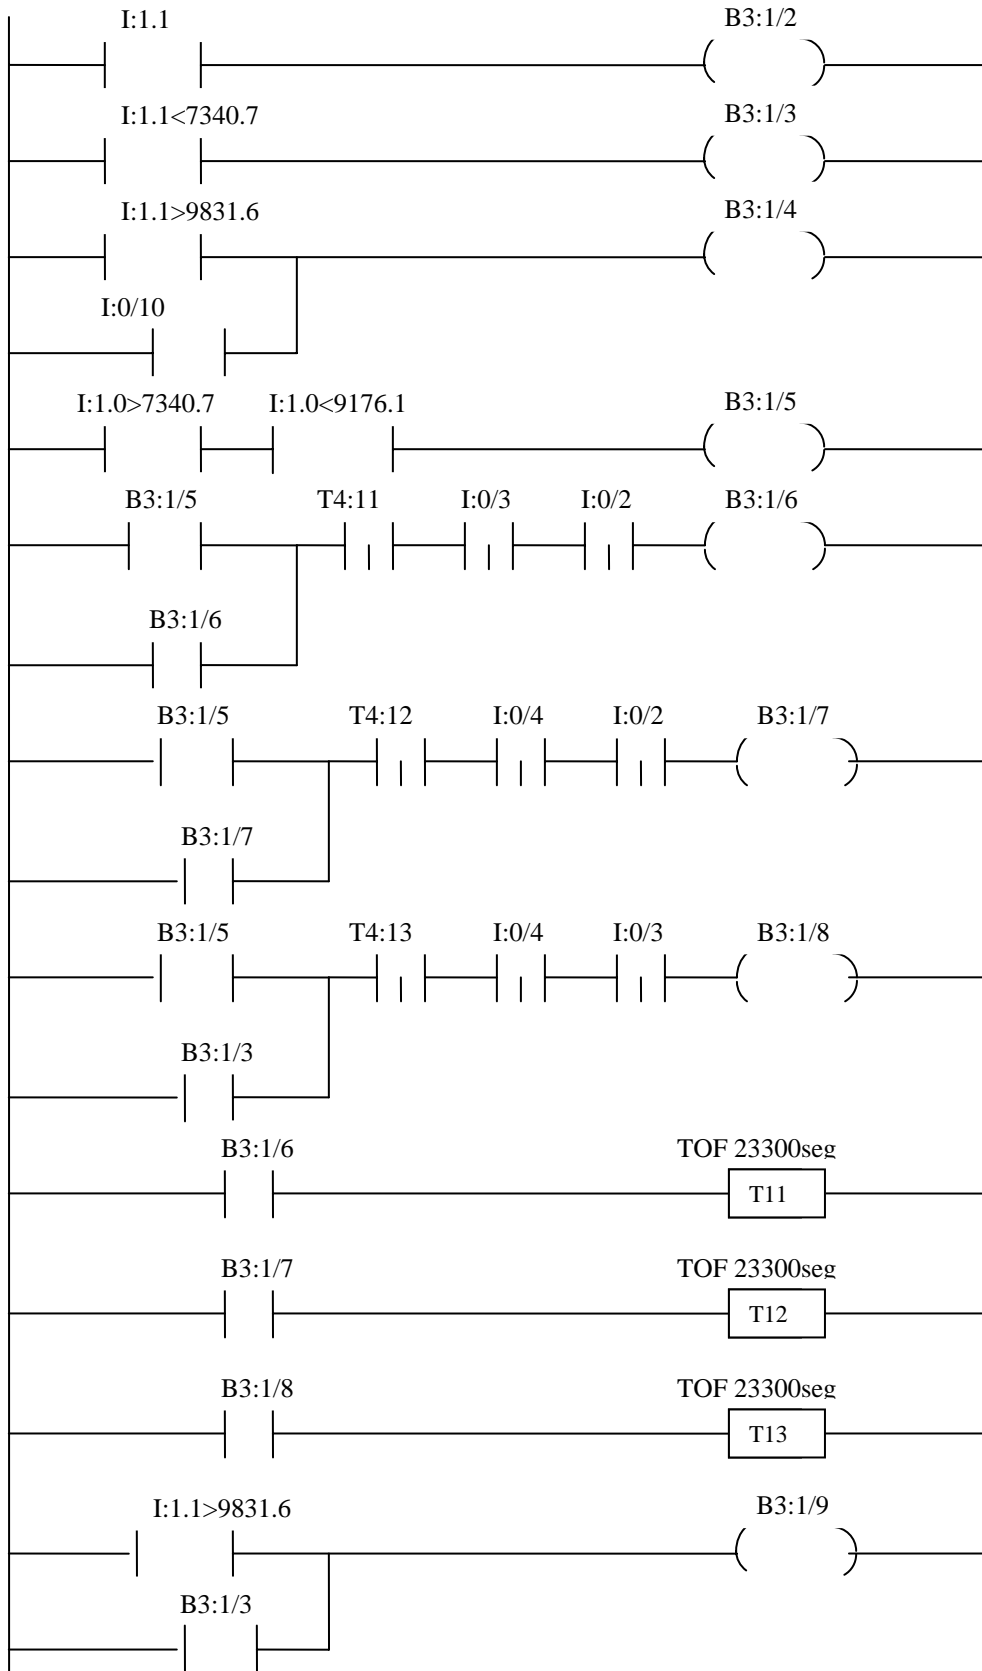 I:1.1 B3:1/2
I:1.1<7340.7 B3:1/3
I:1.1>9831.6 B3:1/4
I:0/10
I:1.0>7340.7 I:1.0<9176.1 B3:1/5
B3:1/5 T4:11 I:0/3 I:0/2 B3:1/6
B3:1/6
B3:1/5 T4:12 I:0/4 I:0/2 B3:1/7
B3:1/7
B3:1/5 T4:13 I:0/4 I:0/3 B3:1/8
B3:1/3
B3:1/6 TOF 23300seg
T11
B3:1/7 TOF 23300seg
T12
B3:1/8 TOF 23300seg
T13
I:1.1>9831.6 B3:1/9
B3:1/3